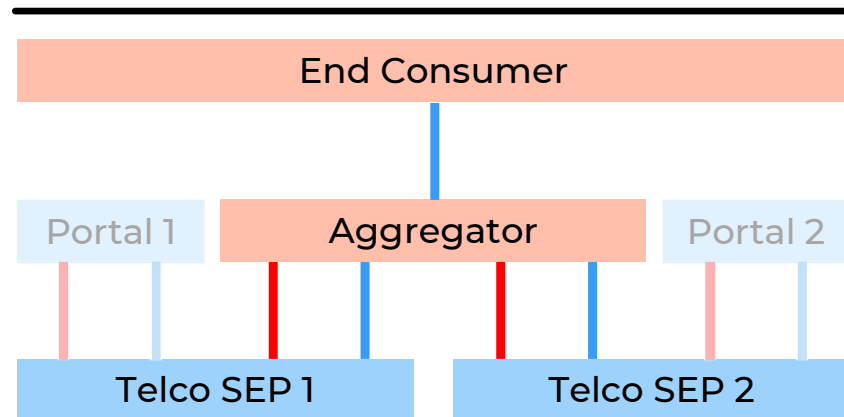 End Consumer
Portal 1
Aggregator
Portal 2
Telco SEP 1
Telco SEP 2